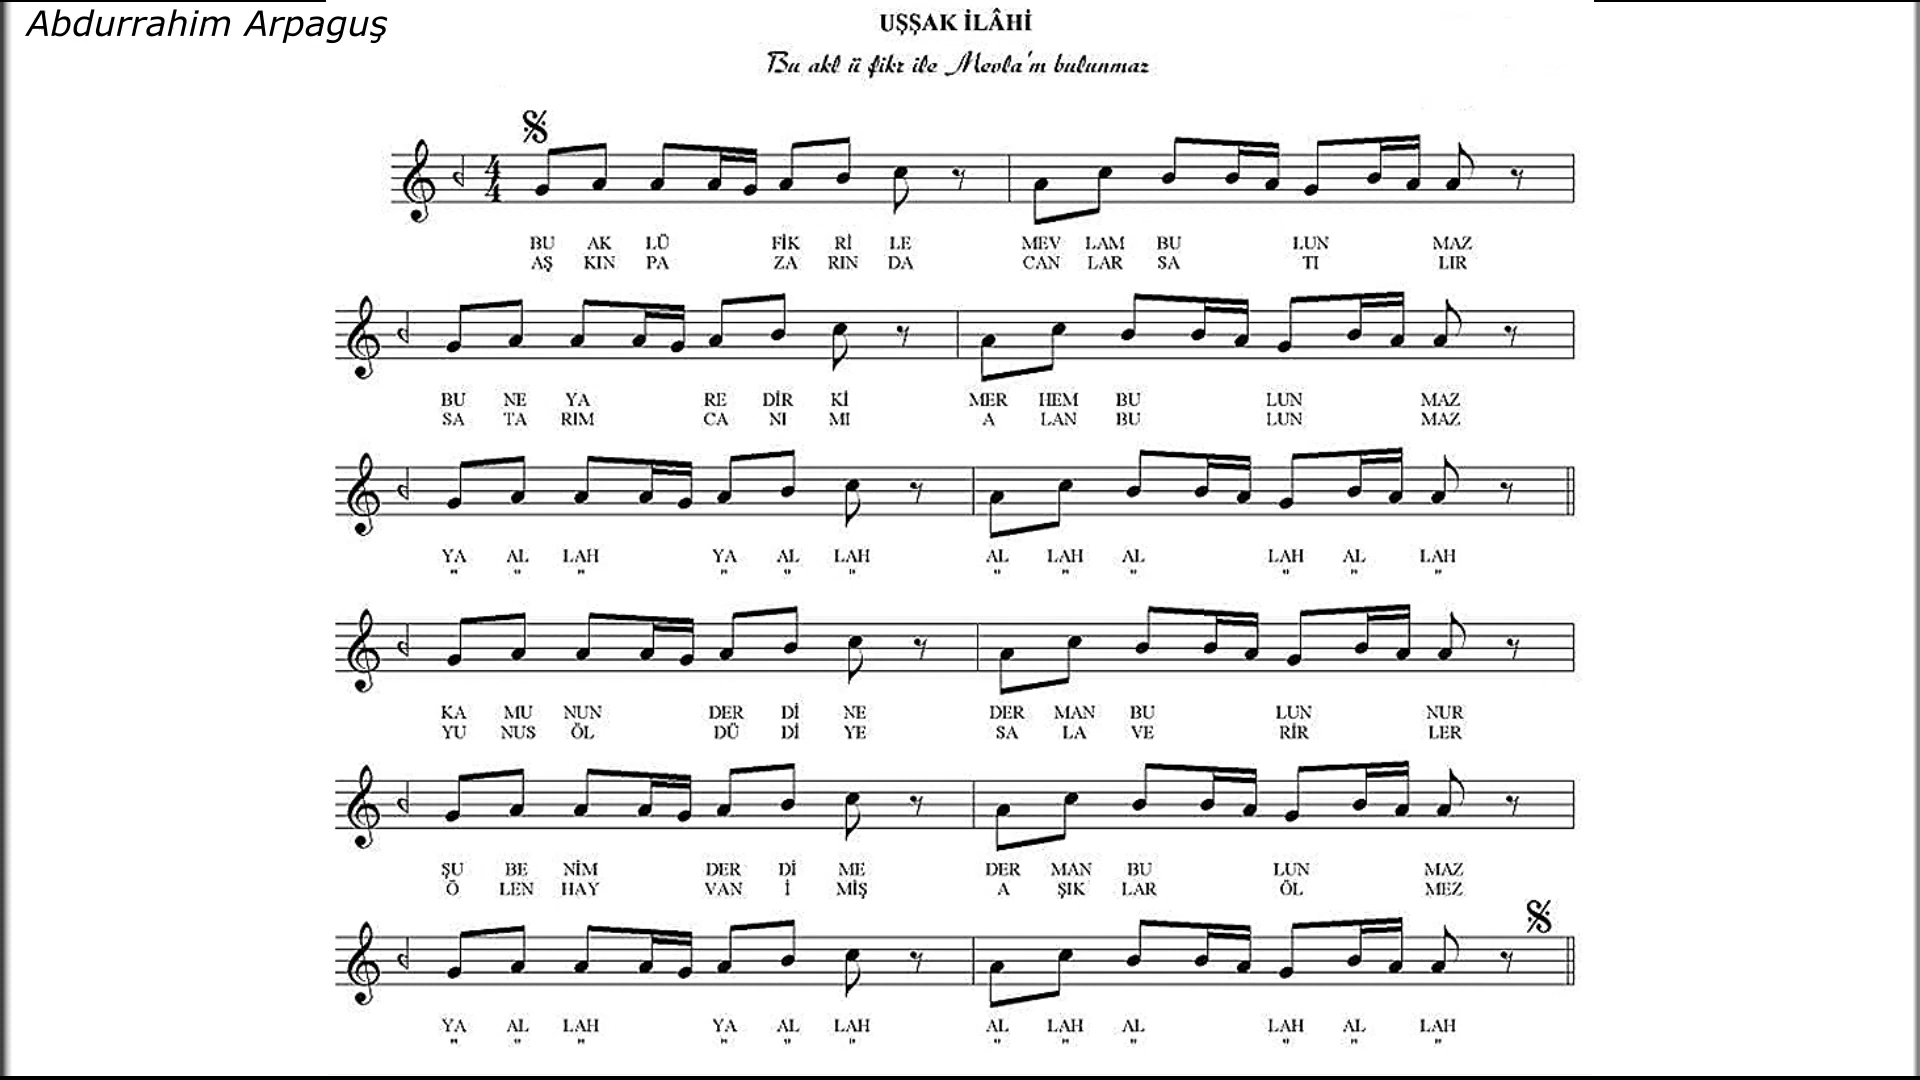 Abdurrahim Arpaguş
UŞŞAK İLÂHİ
Bu akl ü fikr ile Mevla'm bulunmaz
4
4
BU AK LÜ FİK Rİ LE MEV LAM BU LUN MAZ
AŞ KIN PA ZA RIN DA CAN LAR SA TI LIR
BU NE YA RE DİR Kİ MER HEM BU LUN MAZ
SA TA RIM CA NI MI A LAN BU LUN MAZ
YA AL LAH YA AL LAH AL LAH AL LAH AL LAH
" " " " " " " " " " " "
KA MU NUN DER Dİ NE DER MAN BU LUN NUR
YU NUS ÖL DÜ Dİ YE SA LA VE RİR LER
ŞU BE NİM DER Dİ ME DER MAN BU LUN MAZ
Ö LEN HAY VAN İ MİŞ A ŞIK LAR ÖL MEZ
YA AL LAH YA AL LAH AL LAH AL LAH AL LAH
" " " " " " " " " " " "